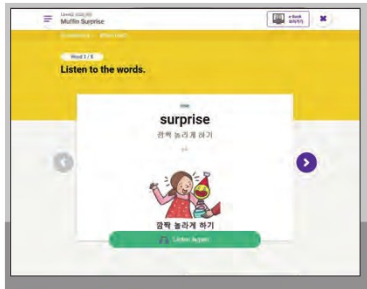 Muffin Surprise
e-Book
Word 1 / 8
Listen to the words.
surprise
깜짝 놀라게 하기
깜짝 놀라게 하기
Listen Again